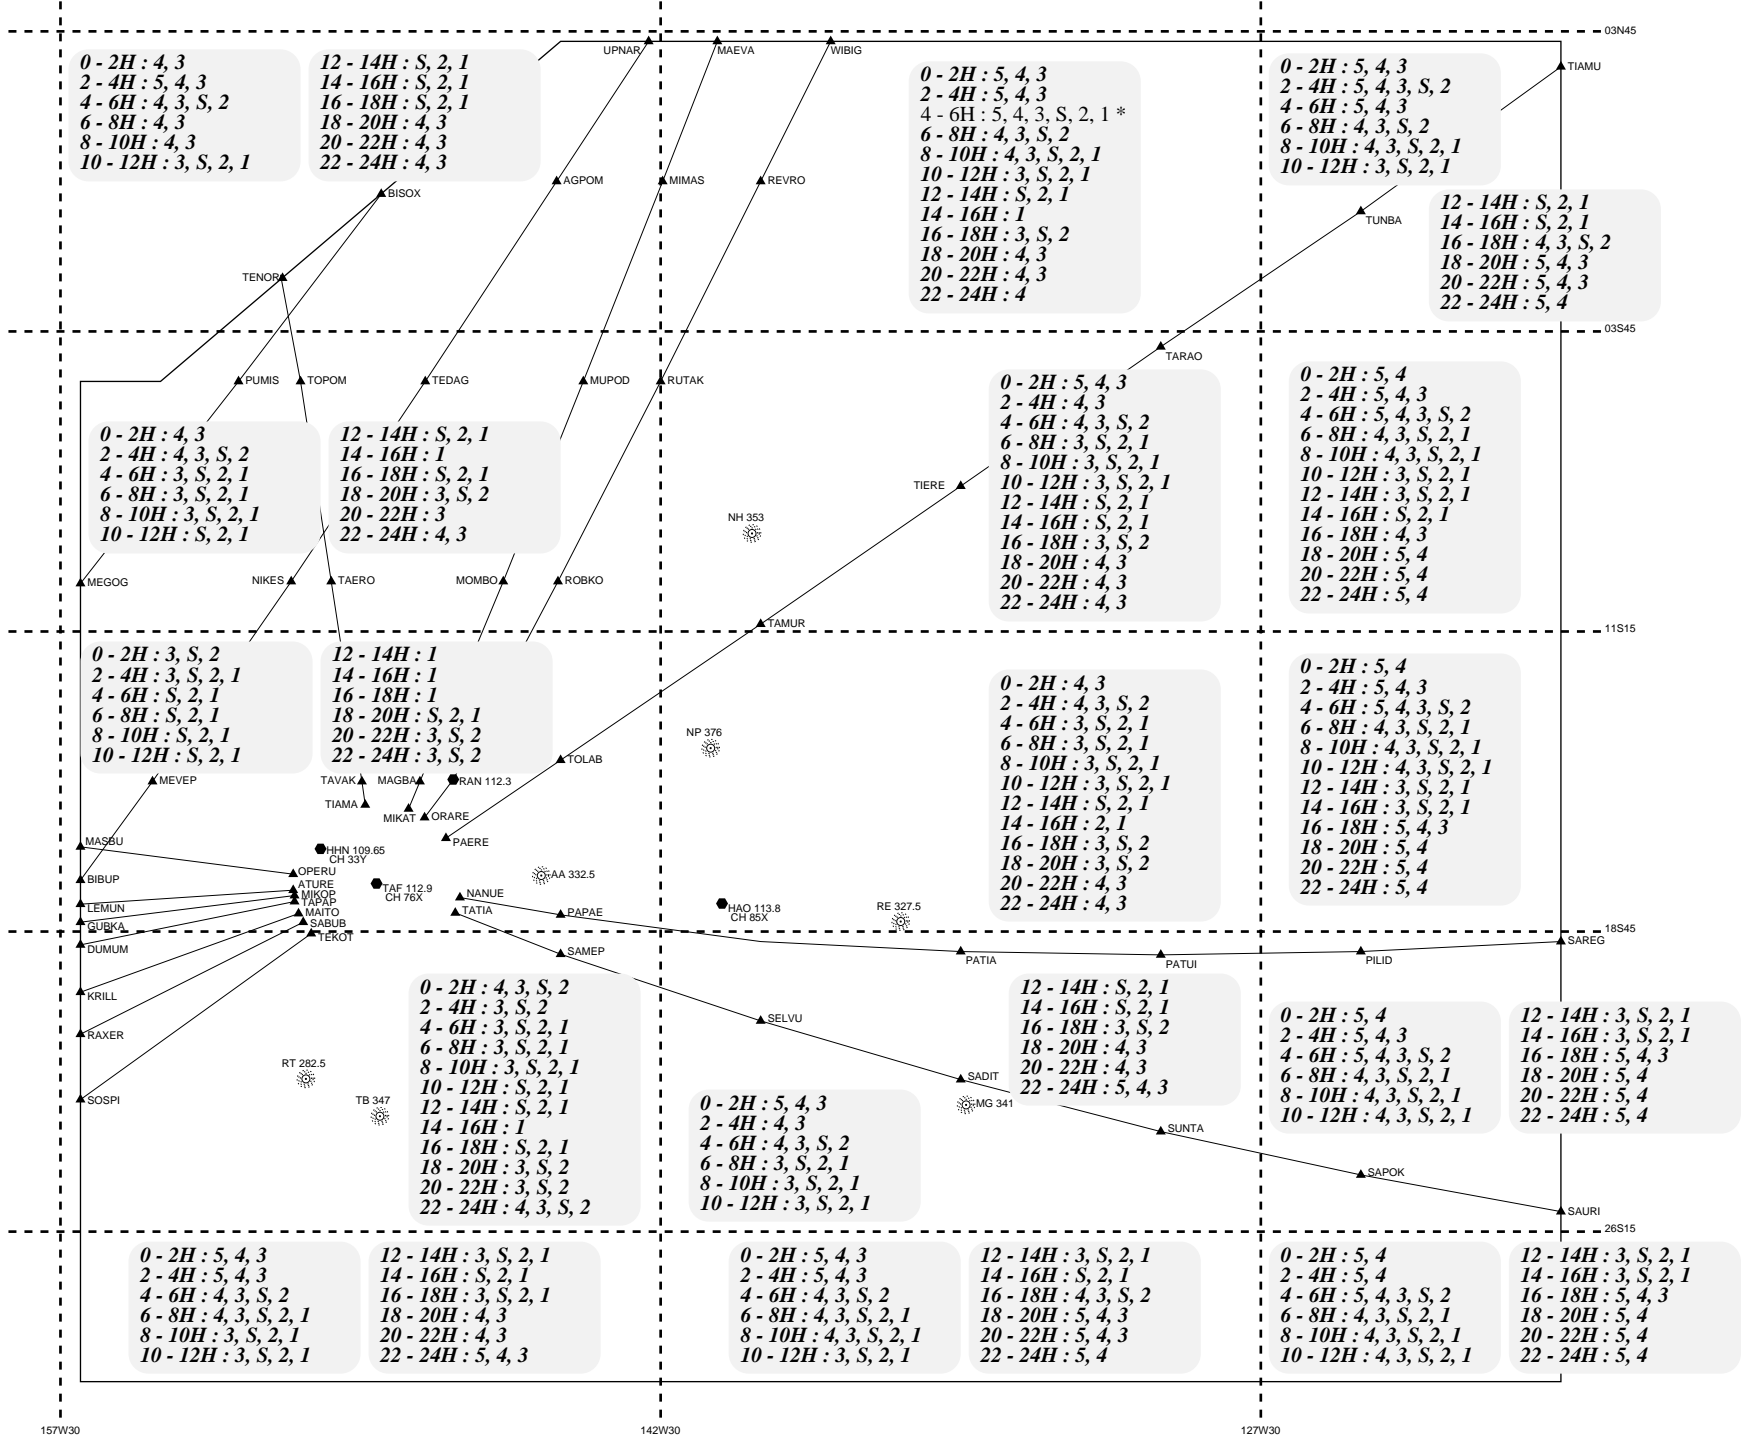 03N45
UPNAR
MAEVA
WIBIG
TIAMU
0 - 2H : 4, 3
2 - 4H : 5, 4, 3
4 - 6H : 4, 3, S, 2
6 - 8H : 4, 3
8 - 10H : 4, 3
10 - 12H : 3, S, 2, 1
12 - 14H : S, 2, 1
14 - 16H : S, 2, 1
16 - 18H : S, 2, 1
18 - 20H : 4, 3
20 - 22H : 4, 3
22 - 24H : 4, 3
0 - 2H : 5, 4, 3
2 - 4H : 5, 4, 3
4 - 6H : 5, 4, 3, S, 2, 1 *
6 - 8H : 4, 3, S, 2
8 - 10H : 4, 3, S, 2, 1
10 - 12H : 3, S, 2, 1
12 - 14H : S, 2, 1
14 - 16H : 1
16 - 18H : 3, S, 2
18 - 20H : 4, 3
20 - 22H : 4, 3
22 - 24H : 4
0 - 2H : 5, 4, 3
2 - 4H : 5, 4, 3, S, 2
4 - 6H : 5, 4, 3
6 - 8H : 4, 3, S, 2
8 - 10H : 4, 3, S, 2, 1
10 - 12H : 3, S, 2, 1
12 - 14H : S, 2, 1
14 - 16H : S, 2, 1
16 - 18H : 4, 3, S, 2
18 - 20H : 5, 4, 3
20 - 22H : 5, 4, 3
22 - 24H : 5, 4
BISOX
AGPOM
MIMAS
REVRO
TUNBA
TENOR
03S45
TARAO
PUMIS
TOPOM
TEDAG
MUPOD
RUTAK
0 - 2H : 4, 3
2 - 4H : 4, 3, S, 2
4 - 6H : 3, S, 2, 1
6 - 8H : 3, S, 2, 1
8 - 10H : 3, S, 2, 1
10 - 12H : S, 2, 1
12 - 14H : S, 2, 1
14 - 16H : 1
16 - 18H : S, 2, 1
18 - 20H : 3, S, 2
20 - 22H : 3
22 - 24H : 4, 3
0 - 2H : 5, 4, 3
2 - 4H : 4, 3
4 - 6H : 4, 3, S, 2
6 - 8H : 3, S, 2, 1
8 - 10H : 3, S, 2, 1
10 - 12H : 3, S, 2, 1
12 - 14H : S, 2, 1
14 - 16H : S, 2, 1
16 - 18H : 3, S, 2
18 - 20H : 4, 3
20 - 22H : 4, 3
22 - 24H : 4, 3
0 - 2H : 5, 4
2 - 4H : 5, 4, 3
4 - 6H : 5, 4, 3, S, 2
6 - 8H : 4, 3, S, 2, 1
8 - 10H : 4, 3, S, 2, 1
10 - 12H : 3, S, 2, 1
12 - 14H : 3, S, 2, 1
14 - 16H : S, 2, 1
16 - 18H : 4, 3
18 - 20H : 5, 4
20 - 22H : 5, 4
22 - 24H : 5, 4
TIERE
NH 353
MEGOG
NIKES
TAERO
MOMBO
ROBKO
TAMUR
11S15
0 - 2H : 3, S, 2
2 - 4H : 3, S, 2, 1
4 - 6H : S, 2, 1
6 - 8H : S, 2, 1
8 - 10H : S, 2, 1
10 - 12H : S, 2, 1
12 - 14H : 1
14 - 16H : 1
16 - 18H : 1
18 - 20H : S, 2, 1
20 - 22H : 3, S, 2
22 - 24H : 3, S, 2
0 - 2H : 4, 3
2 - 4H : 4, 3, S, 2
4 - 6H : 3, S, 2, 1
6 - 8H : 3, S, 2, 1
8 - 10H : 3, S, 2, 1
10 - 12H : 3, S, 2, 1
12 - 14H : S, 2, 1
14 - 16H : 2, 1
16 - 18H : 3, S, 2
18 - 20H : 3, S, 2
20 - 22H : 4, 3
22 - 24H : 4, 3
0 - 2H : 5, 4
2 - 4H : 5, 4, 3
4 - 6H : 5, 4, 3, S, 2
6 - 8H : 4, 3, S, 2, 1
8 - 10H : 4, 3, S, 2, 1
10 - 12H : 4, 3, S, 2, 1
12 - 14H : 3, S, 2, 1
14 - 16H : 3, S, 2, 1
16 - 18H : 5, 4, 3
18 - 20H : 5, 4
20 - 22H : 5, 4
22 - 24H : 5, 4
NP 376
TOLAB
MEVEP
TAVAK
MAGBA
RAN 112.3
TIAMA
MIKAT
ORARE
PAERE
MASBU
HHN 109.65
CH 33Y
OPERU
AA 332.5
BIBUP
ATURE
MIKOP
TAPAP
TAF 112.9
CH 76X
NANUE
LEMUN
MAITO
TATIA
PAPAE
HAO 113.8
CH 85X
RE 327.5
GUBKA
SABUB
TEKOT
18S45
SAREG
DUMUM
SAMEP
PATIA
PATUI
PILID
KRILL
RAXER
SELVU
0 - 2H : 4, 3, S, 2
2 - 4H : 3, S, 2
4 - 6H : 3, S, 2, 1
6 - 8H : 3, S, 2, 1
8 - 10H : 3, S, 2, 1
10 - 12H : S, 2, 1
12 - 14H : S, 2, 1
14 - 16H : 1
16 - 18H : S, 2, 1
18 - 20H : 3, S, 2
20 - 22H : 3, S, 2
22 - 24H : 4, 3, S, 2
0 - 2H : 5, 4, 3
2 - 4H : 4, 3
4 - 6H : 4, 3, S, 2
6 - 8H : 3, S, 2, 1
8 - 10H : 3, S, 2, 1
10 - 12H : 3, S, 2, 1
12 - 14H : S, 2, 1
14 - 16H : S, 2, 1
16 - 18H : 3, S, 2
18 - 20H : 4, 3
20 - 22H : 4, 3
22 - 24H : 5, 4, 3
0 - 2H : 5, 4
2 - 4H : 5, 4, 3
4 - 6H : 5, 4, 3, S, 2
6 - 8H : 4, 3, S, 2, 1
8 - 10H : 4, 3, S, 2, 1
10 - 12H : 4, 3, S, 2, 1
12 - 14H : 3, S, 2, 1
14 - 16H : 3, S, 2, 1
16 - 18H : 5, 4, 3
18 - 20H : 5, 4
20 - 22H : 5, 4
22 - 24H : 5, 4
RT 282.5
SADIT
SOSPI
TB 347
MG 341
SUNTA
SAPOK
SAURI
26S15
0 - 2H : 5, 4, 3
2 - 4H : 5, 4, 3
4 - 6H : 4, 3, S, 2
6 - 8H : 4, 3, S, 2, 1
8 - 10H : 3, S, 2, 1
10 - 12H : 3, S, 2, 1
12 - 14H : 3, S, 2, 1
14 - 16H : S, 2, 1
16 - 18H : 3, S, 2, 1
18 - 20H : 4, 3
20 - 22H : 4, 3
22 - 24H : 5, 4, 3
0 - 2H : 5, 4, 3
2 - 4H : 5, 4, 3
4 - 6H : 4, 3, S, 2
6 - 8H : 4, 3, S, 2, 1
8 - 10H : 4, 3, S, 2, 1
10 - 12H : 3, S, 2, 1
12 - 14H : 3, S, 2, 1
14 - 16H : S, 2, 1
16 - 18H : 4, 3, S, 2
18 - 20H : 5, 4, 3
20 - 22H : 5, 4, 3
22 - 24H : 5, 4
0 - 2H : 5, 4
2 - 4H : 5, 4
4 - 6H : 5, 4, 3, S, 2
6 - 8H : 4, 3, S, 2, 1
8 - 10H : 4, 3, S, 2, 1
10 - 12H : 4, 3, S, 2, 1
12 - 14H : 3, S, 2, 1
14 - 16H : 3, S, 2, 1
16 - 18H : 5, 4, 3
18 - 20H : 5, 4
20 - 22H : 5, 4
22 - 24H : 5, 4
157W30
142W30
127W30